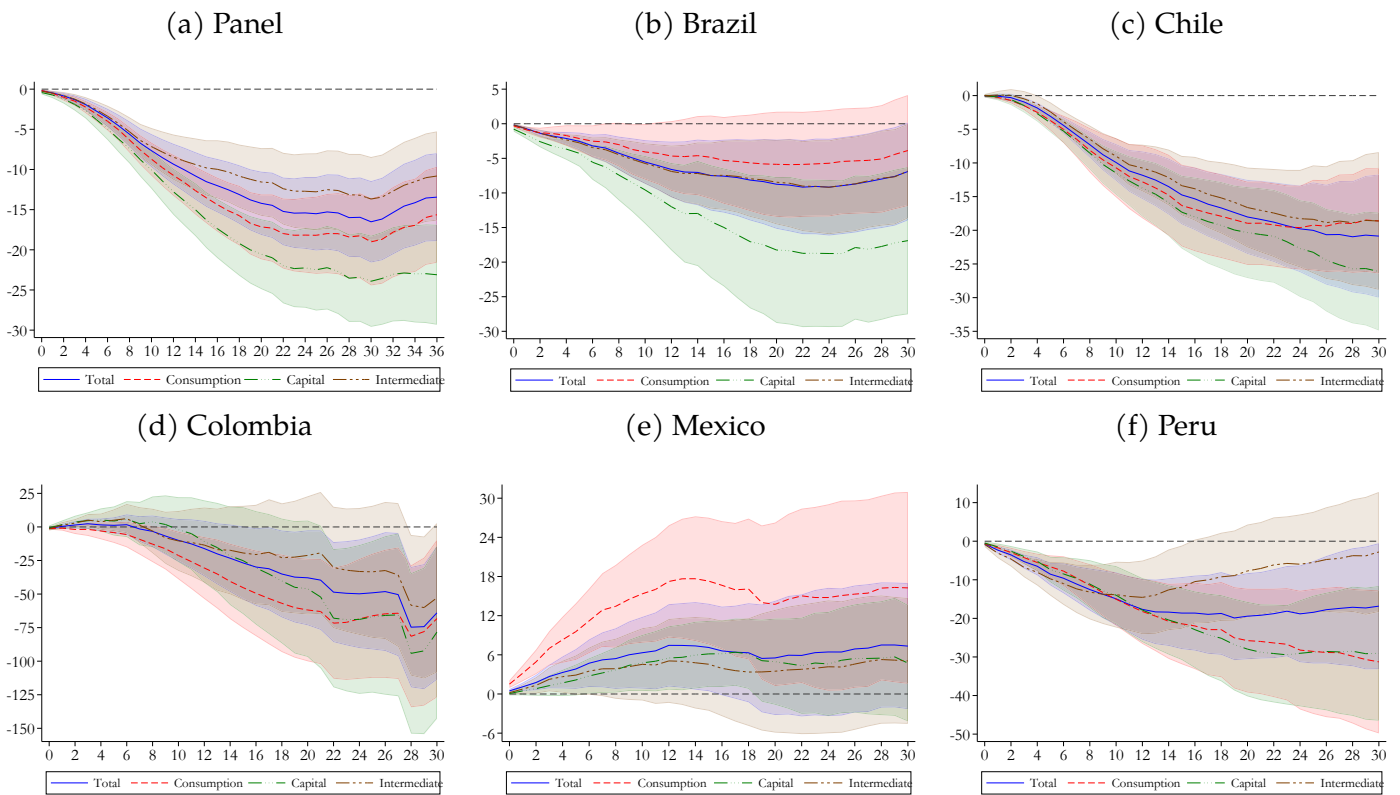 (a) Panel
(b) Brazil
(c) Chile
0
-5
-10
-15
-20
-25
-30
0 2 4 6 8 10 12 14 16 18 20 22 24 26 28 30 32 34 36
Total Consumption Capital Intermediate
5
0
-5
-10
-15
-20
-25
-30
0 2 4 6 8 10 12 14 16 18 20 22 24 26 28 30
Total Consumption Capital Intermediate
0
-5
-10
-15
-20
-25
-30
-35
0 2 4 6 8 10 12 14 16 18 20 22 24 26 28 30
Total Consumption Capital Intermediate
(d) Colombia
(e) Mexico
(f) Peru
25
0
-25
-50
-75
-100
-125
-150
0 2 4 6 8 10 12 14 16 18 20 22 24 26 28 30
Total Consumption Capital Intermediate
30
24
18
12
6
0
-6
0 2 4 6 8 10 12 14 16 18 20 22 24 26 28 30
Total Consumption Capital Intermediate
10
0
-10
-20
-30
-40
-50
0 2 4 6 8 10 12 14 16 18 20 22 24 26 28 30
Total Consumption Capital Intermediate